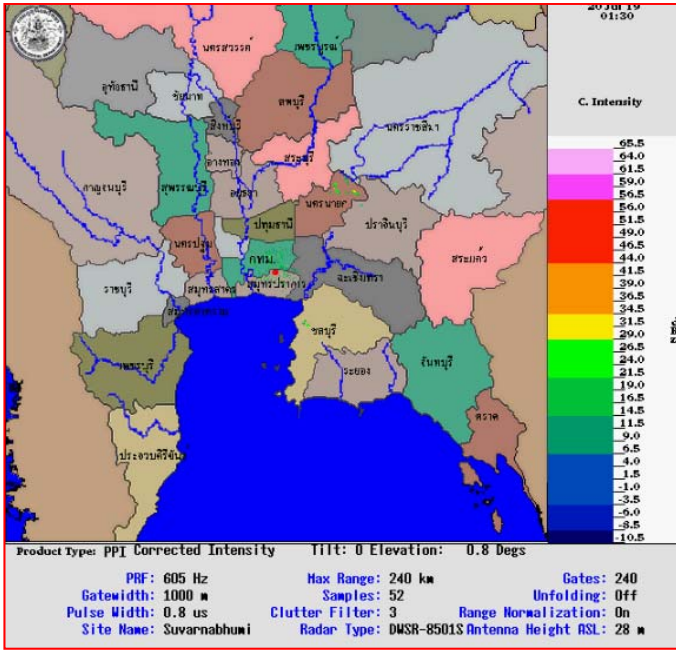 20 Jul 19
01:30
C. Intensity
นครสวรรค์
เพชรบูรณ์
อุทัยธานี
ชัยนาท
ลพบุรี
สิงห์บุรี
นครราชสีมา
อ่างทอง
สระบุรี
กาญจนบุรี
สุพรรณบุรี
อยุธยา
นครนายก
ปราจีนบุรี
ปทุมธานี
นครปฐม
กทม.
สระแก้ว
ราชบุรี
สมุทรสาคร
สมุทรปราการ
ฉะเชิงเทรา
ชลบุรี
เพชรบุรี
ระยอง
จันทบุรี
ตราด
ประจวบคีรีขันธ์
65.5
64.0
61.5
59.0
56.5
56.0
51.5
49.0
46.5
44.0
41.5
39.0
36.5
34.0
31.5
29.0
26.5
24.0
21.5
19.0
16.5
14.0
11.5
9.0
6.5
4.0
1.5
-1.0
-3.5
-6.0
-8.5
-10.5
Product Type: PPI Corrected Intensity Tilt: 0 Elevation: 0.8 Degs
PRF: 605 Hz Max Range: 240 km Gates: 240
Gatewidth: 1000 m Samples: 52 Unfolding: Off
Pulse Width: 0.8 us Clutter Filter: 3 Range Normalization: On
Site Name: Suvarnabhumi Radar Type: DWSR-8501S Antenna Height ASL: 28 m